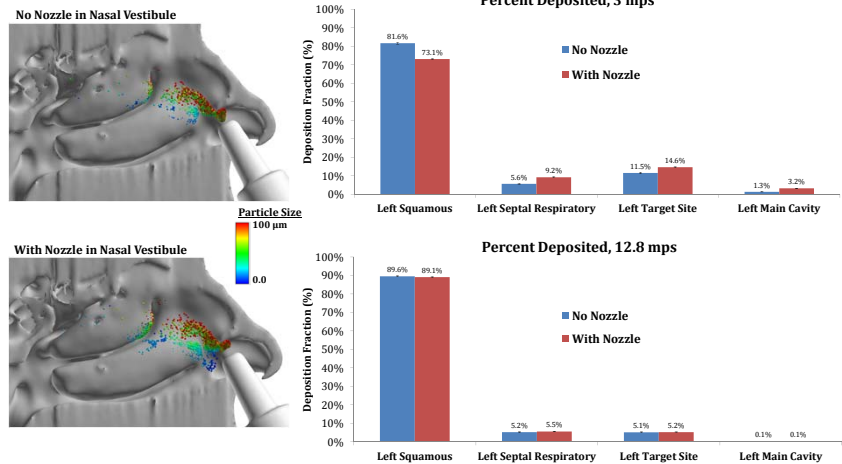 No Nozzle in Nasal Vestibule
Particle Size
100 µm
0.0
With Nozzle in Nasal Vestibule
Percent Deposited, 3 mps
Deposition Fraction (%)
100%
90%
80%
70%
60%
50%
40%
30%
20%
10%
0%
81.6%
73.1%
5.6%
9.2%
11.5%
14.6%
1.3%
3.2%
No Nozzle
With Nozzle
Left Squamous
Left Septal Respiratory
Left Target Site
Left Main Cavity
Percent Deposited, 12.8 mps
Deposition Fraction (%)
100%
90%
80%
70%
60%
50%
40%
30%
20%
10%
0%
89.6%
89.1%
5.2%
5.5%
5.1%
5.2%
0.1%
0.1%
No Nozzle
With Nozzle
Left Squamous
Left Septal Respiratory
Left Target Site
Left Main Cavity